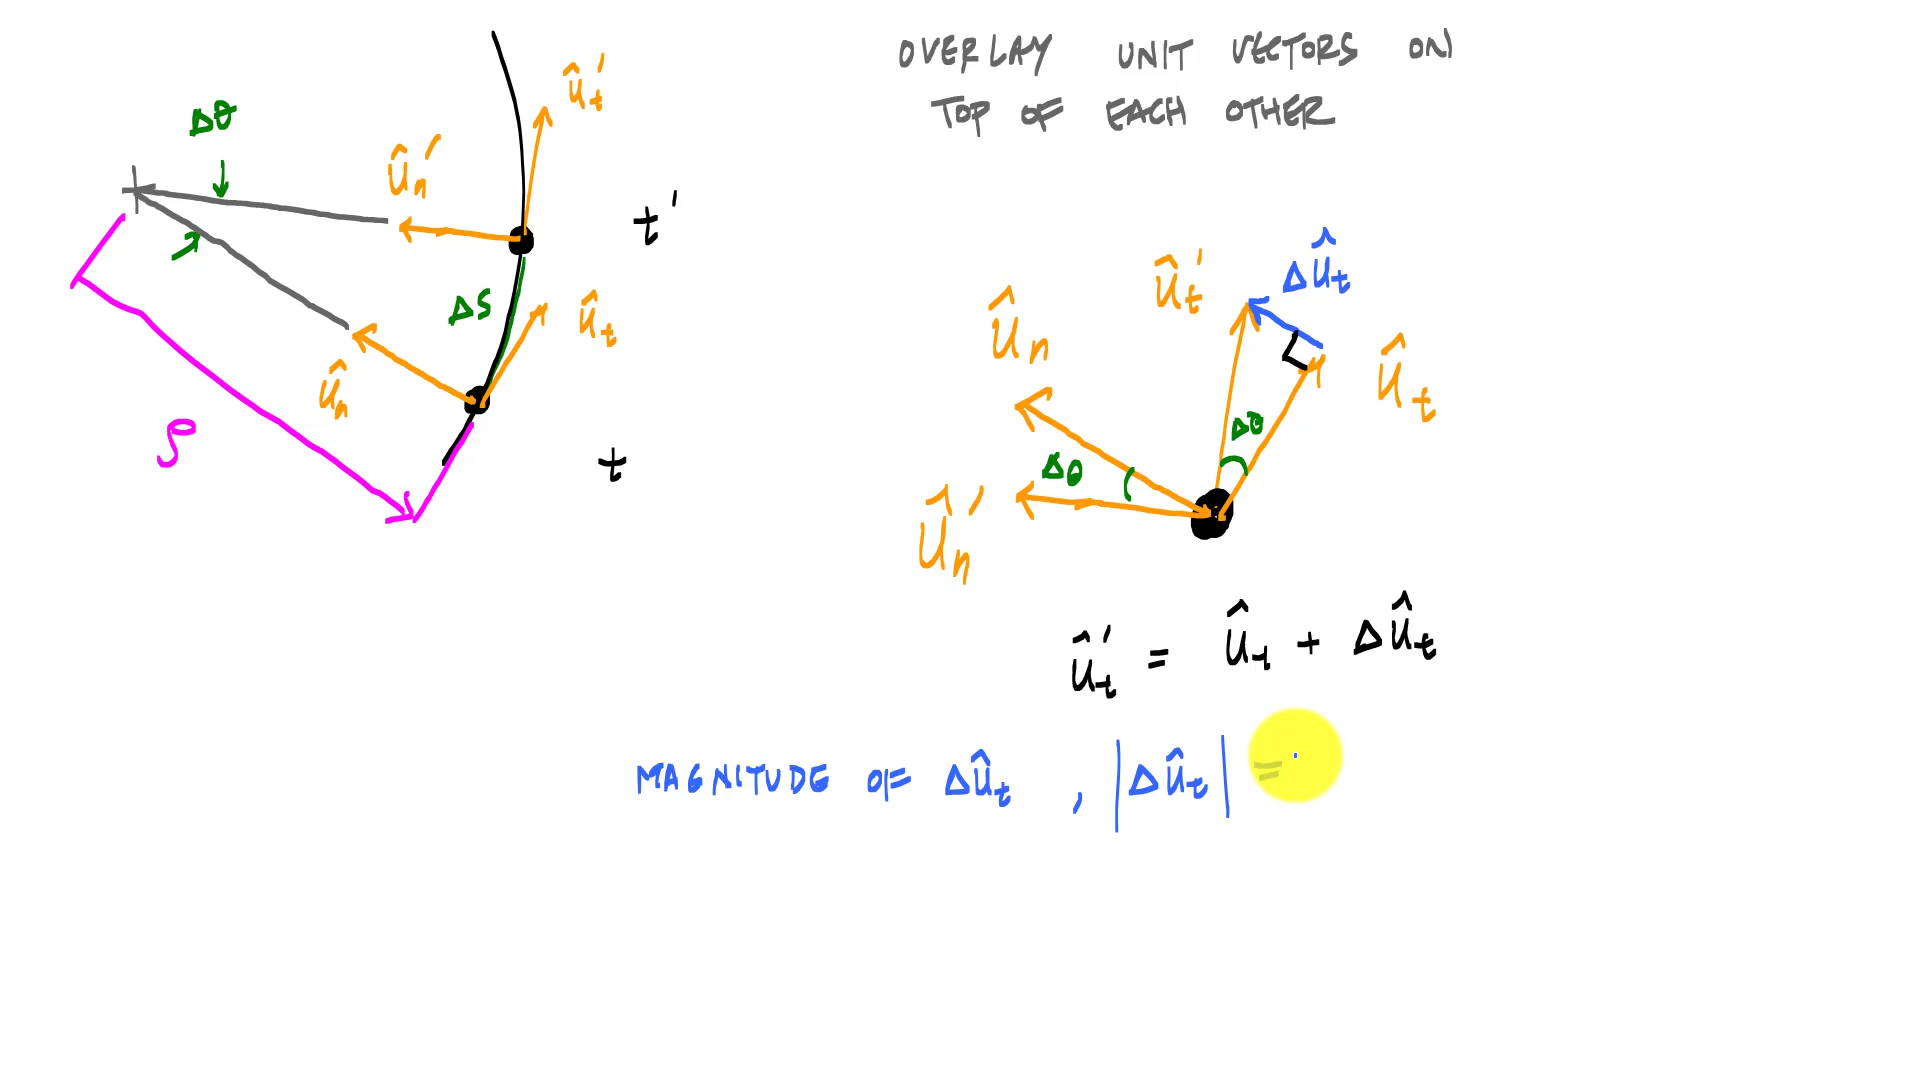 OVERLAY UNIT VECTORS ON
TOP OF EACH OTHER
Δθ
û_t'
û_n'
t'
Δs
û_t
û_n
ρ
t
û_t'
Δû_t
û_n
û_t
Δθ
Δθ
û_n'
û_t' = û_t + Δû_t
MAGNITUDE OF Δû_t , |Δû_t| =